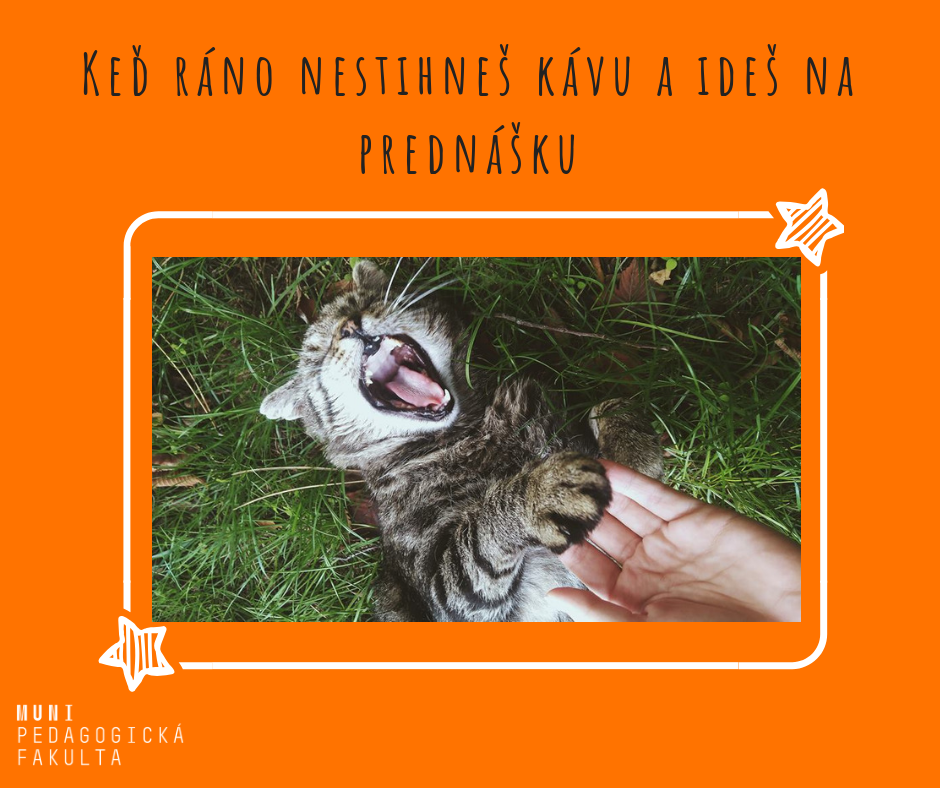 Keď ráno nestihneš kávu a ideš na
prednášku
MUNI
PEDAGOGICKÁ
FAKULTA